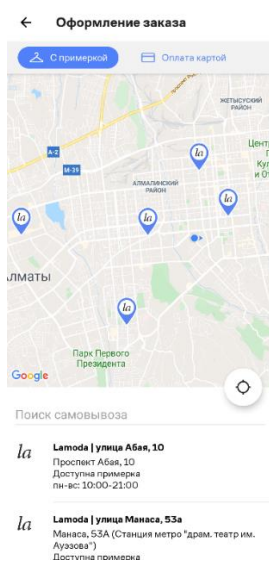 Оформление заказа
С примеркой
Оплата картой
ЖЕТЫСУСКИЙ
РАЙОН
A-2
M-39
АЛМАЛИНСКИЙ
РАЙОН
la
la
la
la
la
лматы
Парк Первого
Президента
Google
Поиск самовывоза
la
Lamoda | улица Абая, 10
Проспект Абая, 10
Доступна примерка
пн-вс: 10:00-21:00
la
Lamoda | улица Манаса, 53а
Манаса, 53А (Станция метро "драм. театр им.
Ауэзова")
Доступна примерка